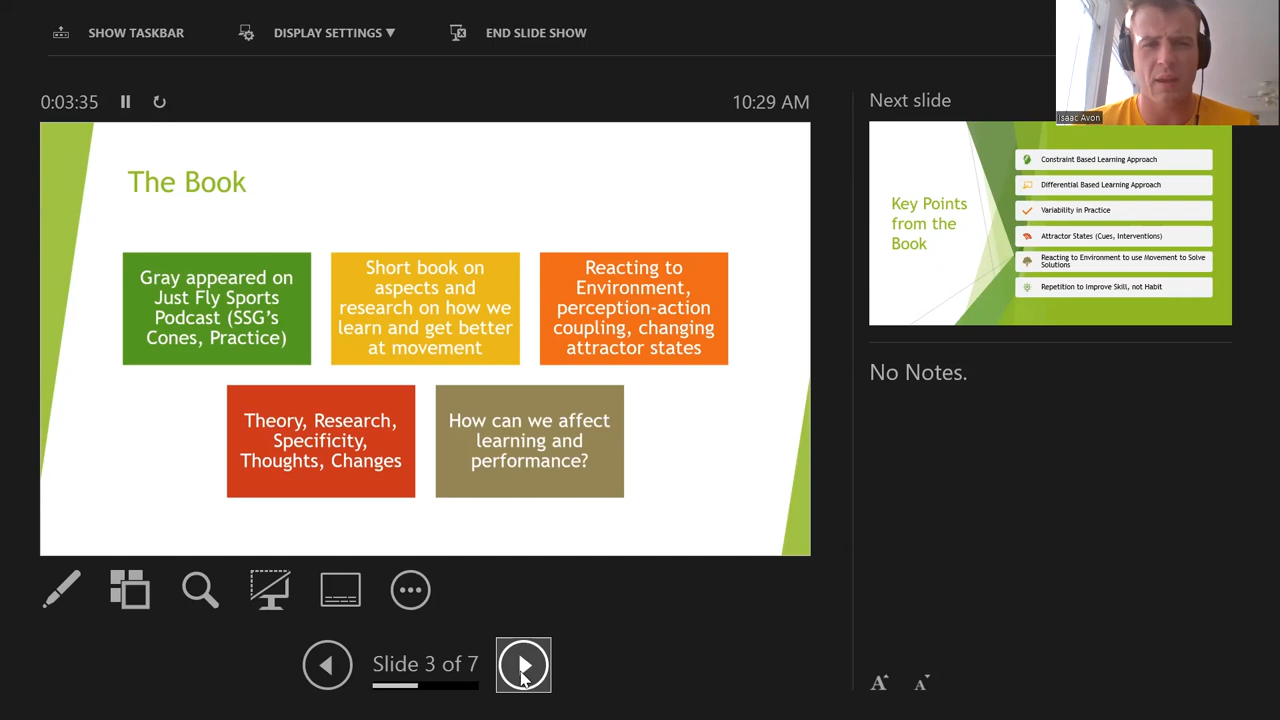 SHOW TASKBAR
DISPLAY SETTINGS ▼
END SLIDE SHOW
Isaac Avon
0:03:35
10:29 AM
The Book
Gray appeared on
Just Fly Sports
Podcast (SSG's
Cones, Practice)
Short book on
aspects and
research on how we
learn and get better
at movement
Reacting to
Environment,
perception-action
coupling, changing
attractor states
Theory, Research,
Specificity,
Thoughts, Changes
How can we affect
learning and
performance?
Slide 3 of 7
Next slide
Key Points
from the
Book
Constraint Based Learning Approach
Differential Based Learning Approach
Variability in Practice
Attractor States (Cues, Interventions)
Reacting to Environment to use Movement to Solve
Solutions
Repetition to Improve Skill, not Habit
No Notes.
A A